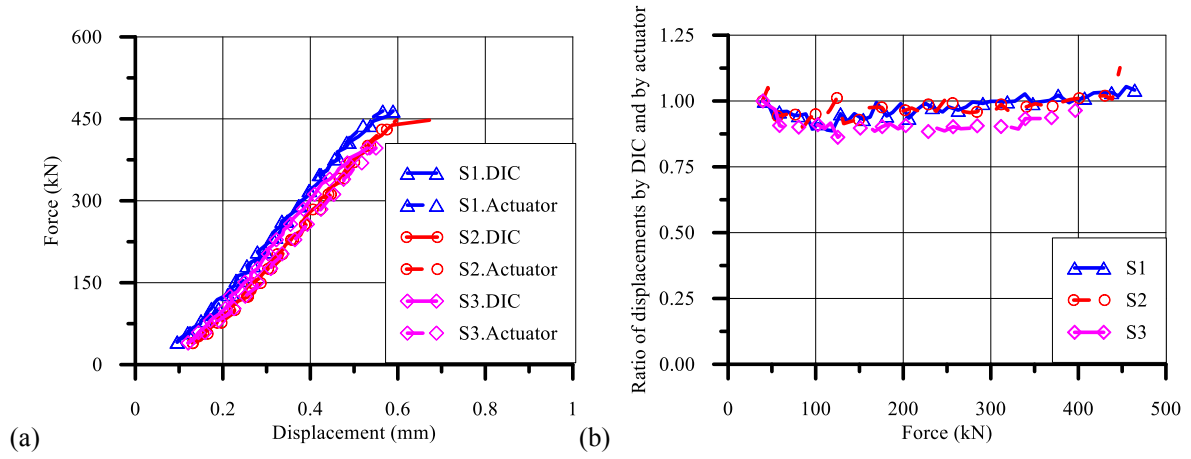 600
450
300
150
0
Force (kN)
S1.DIC
S1.Actuator
S2.DIC
S2.Actuator
S3.DIC
S3.Actuator
0 0.2 0.4 0.6 0.8 1
Displacement (mm)
(a)
1.25
1.00
0.75
0.50
0.25
0.00
Ratio of displacements by DIC and by actuator
S1
S2
S3
0 100 200 300 400 500
Force (kN)
(b)